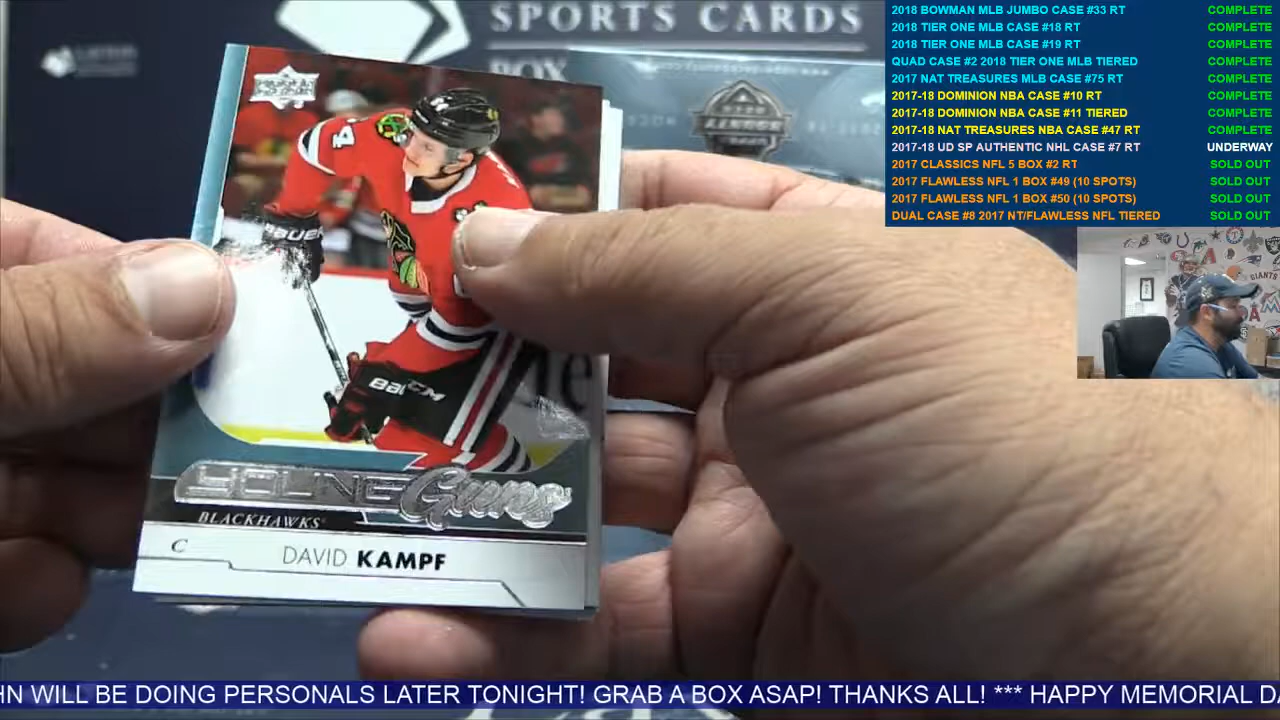 SPORTS CARDS
BOX
2018 BOWMAN MLB JUMBO CASE #33 RT COMPLETE
2018 TIER ONE MLB CASE #18 RT COMPLETE
2018 TIER ONE MLB CASE #19 RT COMPLETE
QUAD CASE #2 2018 TIER ONE MLB TIERED COMPLETE
2017 NAT TREASURES MLB CASE #75 RT COMPLETE
2017-18 DOMINION NBA CASE #10 RT COMPLETE
2017-18 DOMINION NBA CASE #11 TIERED COMPLETE
2017-18 NAT TREASURES NBA CASE #47 RT COMPLETE
2017-18 UD SP AUTHENTIC NHL CASE #7 RT UNDERWAY
2017 CLASSICS NFL 5 BOX #2 RT SOLD OUT
2017 FLAWLESS NFL 1 BOX #49 (10 SPOTS) SOLD OUT
2017 FLAWLESS NFL 1 BOX #50 (10 SPOTS) SOLD OUT
DUAL CASE #8 2017 NT/FLAWLESS NFL TIERED SOLD OUT
GIANTS
BAUER
CCM
YOUNG Guns
BLACKHAWKS
C DAVID KAMPF
HN WILL BE DOING PERSONALS LATER TONIGHT! GRAB A BOX ASAP! THANKS ALL! *** HAPPY MEMORIAL DA